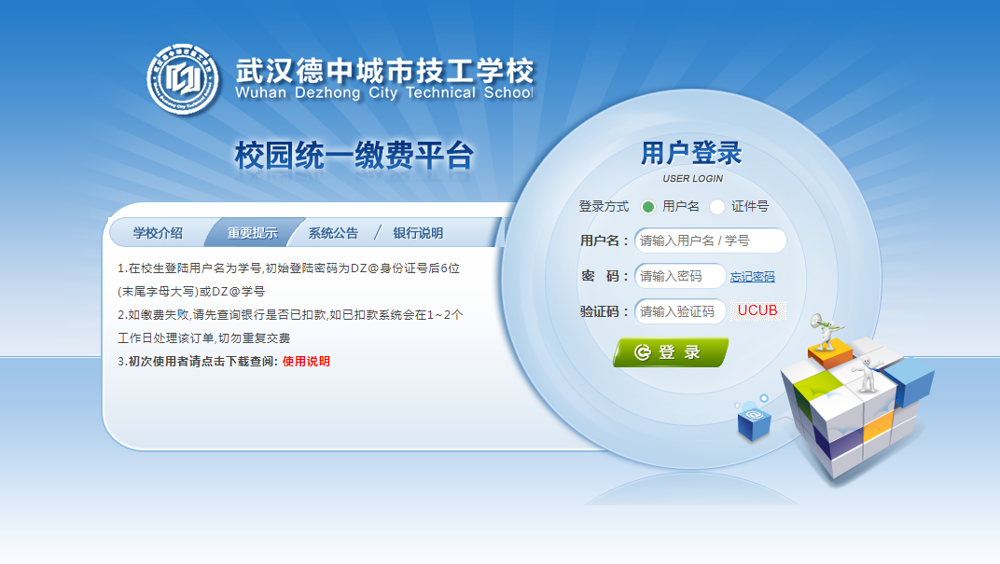 武汉德中城市技工学校
Wuhan Dezhong City Technical School
校园统一缴费平台
学校介绍 重要提示 系统公告 / 银行说明
1.在校生登陆用户名为学号,初始登陆密码为DZ@身份证号后6位
(末尾字母大写)或DZ@学号
2.如缴费失败,请先查询银行是否已扣款,如已扣款系统会在1~2个
工作日处理该订单,切勿重复交费
3.初次使用者请点击下载查阅: 使用说明
用户登录
USER LOGIN
登录方式 用户名 证件号
用户名： 请输入用户名 / 学号
密 码： 请输入密码 忘记密码
验证码： 请输入验证码 UCUB
登 录